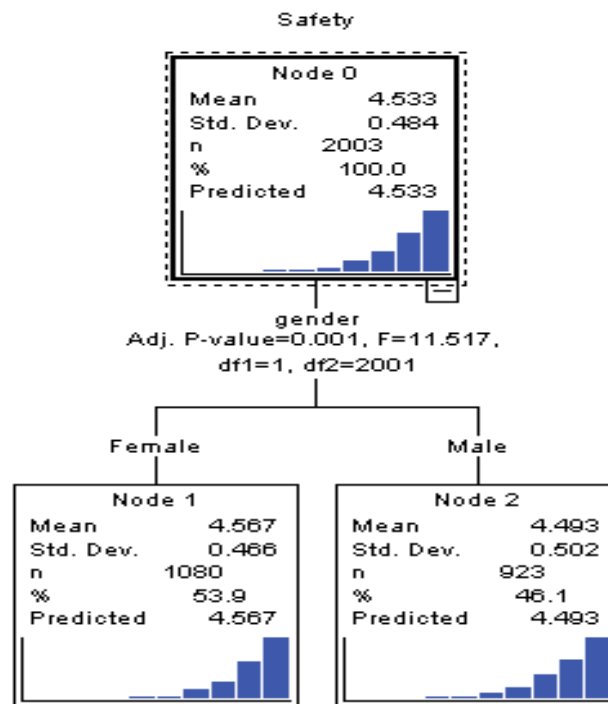 Safety
Node 0
Mean 4.533
Std. Dev. 0.484
n 2003
% 100.0
Predicted 4.533
gender
Adj. P-value=0.001, F=11.517,
df1=1, df2=2001
Female
Male
Node 1
Mean 4.567
Std. Dev. 0.466
n 1080
% 53.9
Predicted 4.567
Node 2
Mean 4.493
Std. Dev. 0.502
n 923
% 46.1
Predicted 4.493